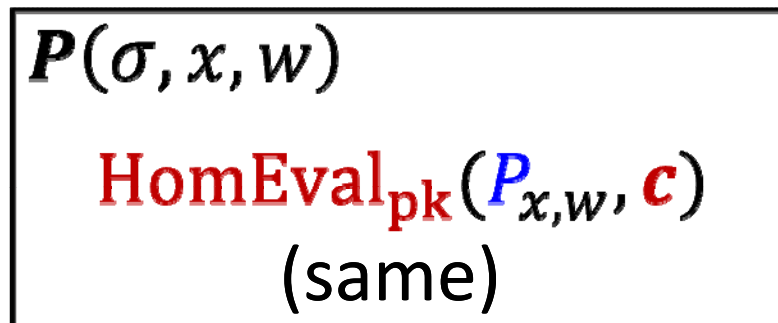 P(σ, x, w)
HomEval_pk(P_x,w, c)
(same)